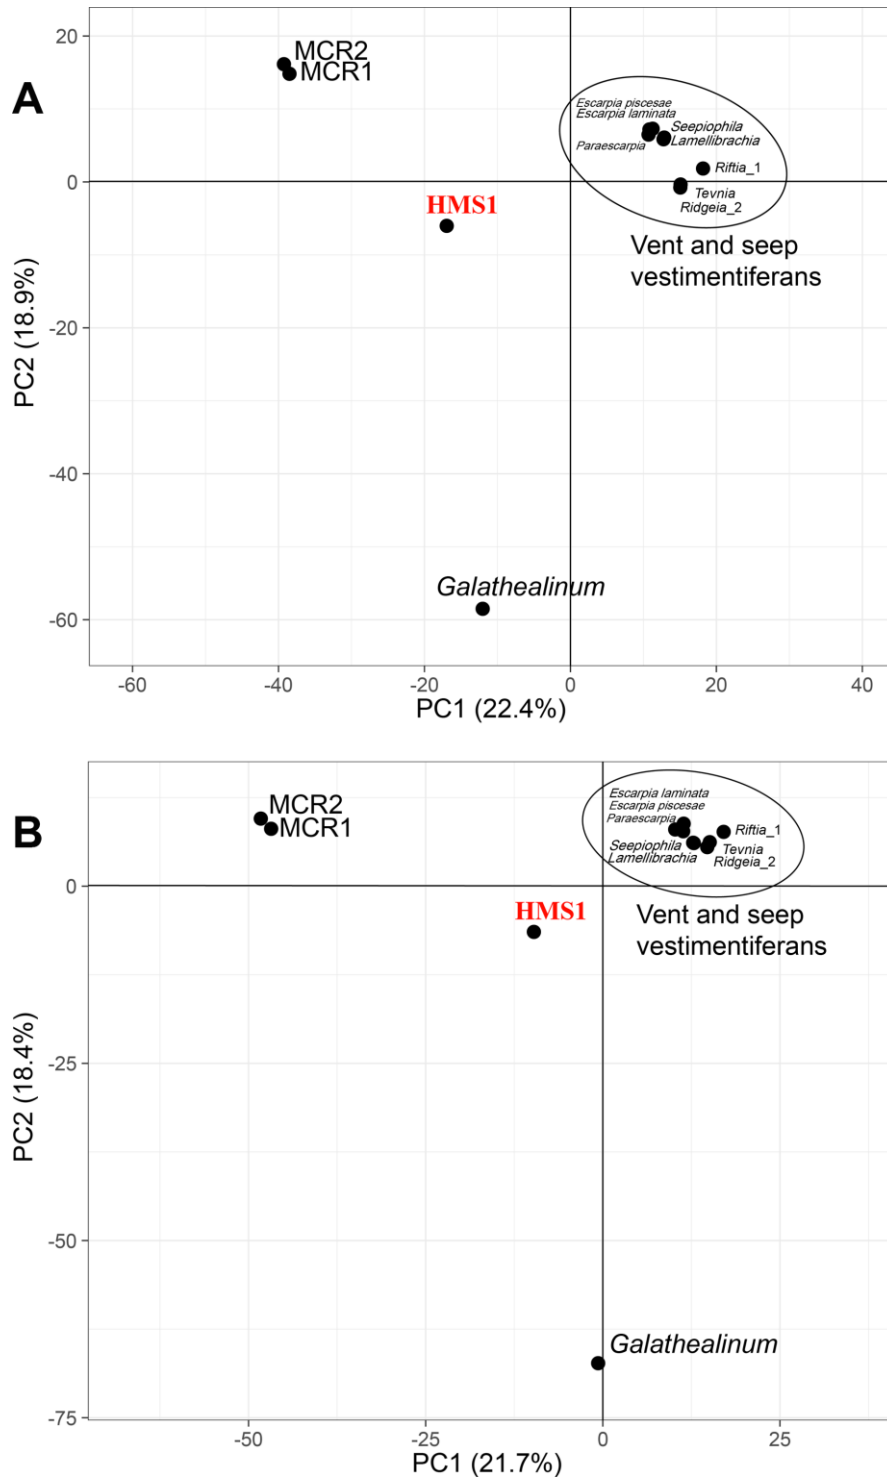 A
20
0
-20
-40
-60
PC2 (18.9%)
MCR2
MCR1
Escarpia piscesae
Escarpia laminata
Paraescarpia
Seepiophila
Lamellibrachia
Riftia_1
Tevnia
Ridgeia_2
HMS1
Vent and seep
vestimentiferans
Galathealinum
-60
-40
-20
0
20
40
PC1 (22.4%)
B
0
-25
-50
-75
PC2 (18.4%)
MCR2
MCR1
Escarpia laminata
Escarpia piscesae
Paraescarpia
Seepiophila
Lamellibrachia
Riftia_1
Tevnia
Ridgeia_2
HMS1
Vent and seep
vestimentiferans
Galathealinum
-50
-25
0
25
PC1 (21.7%)